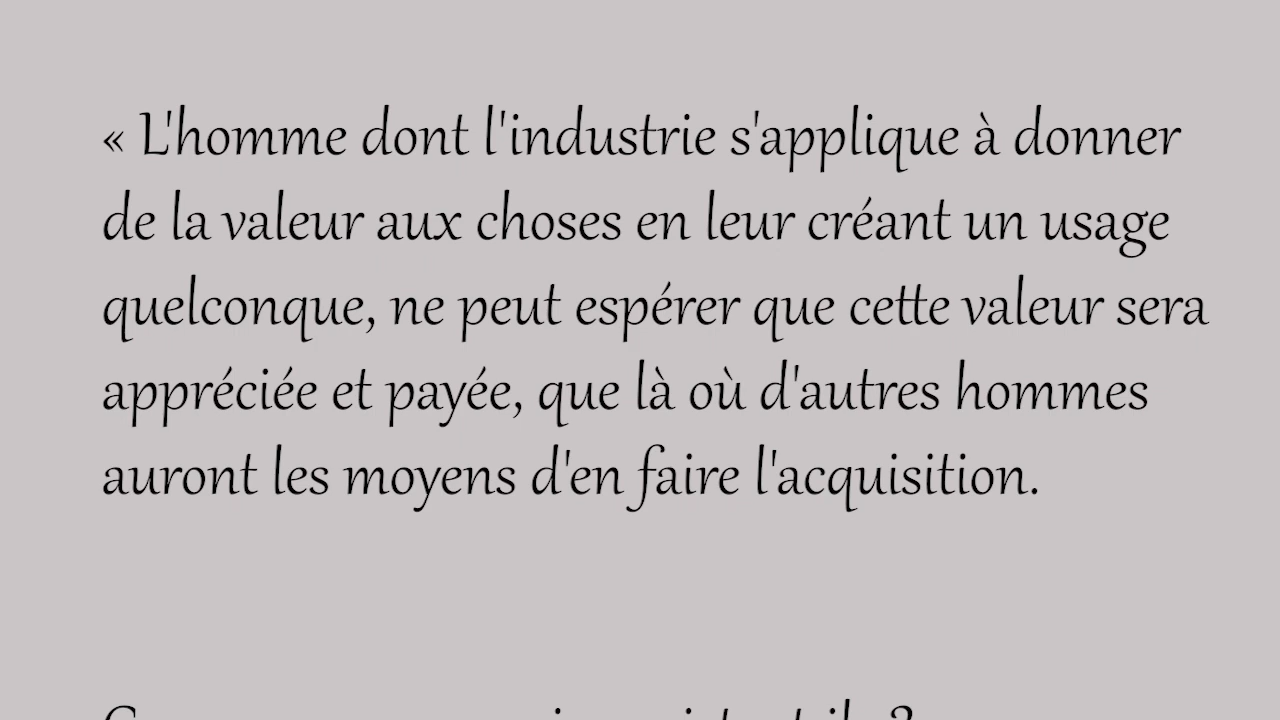 « L'homme dont l'industrie s'applique à donner
de la valeur aux choses en leur créant un usage
quelconque, ne peut espérer que cette valeur sera
appréciée et payée, que là où d'autres hommes
auront les moyens d'en faire l'acquisition.